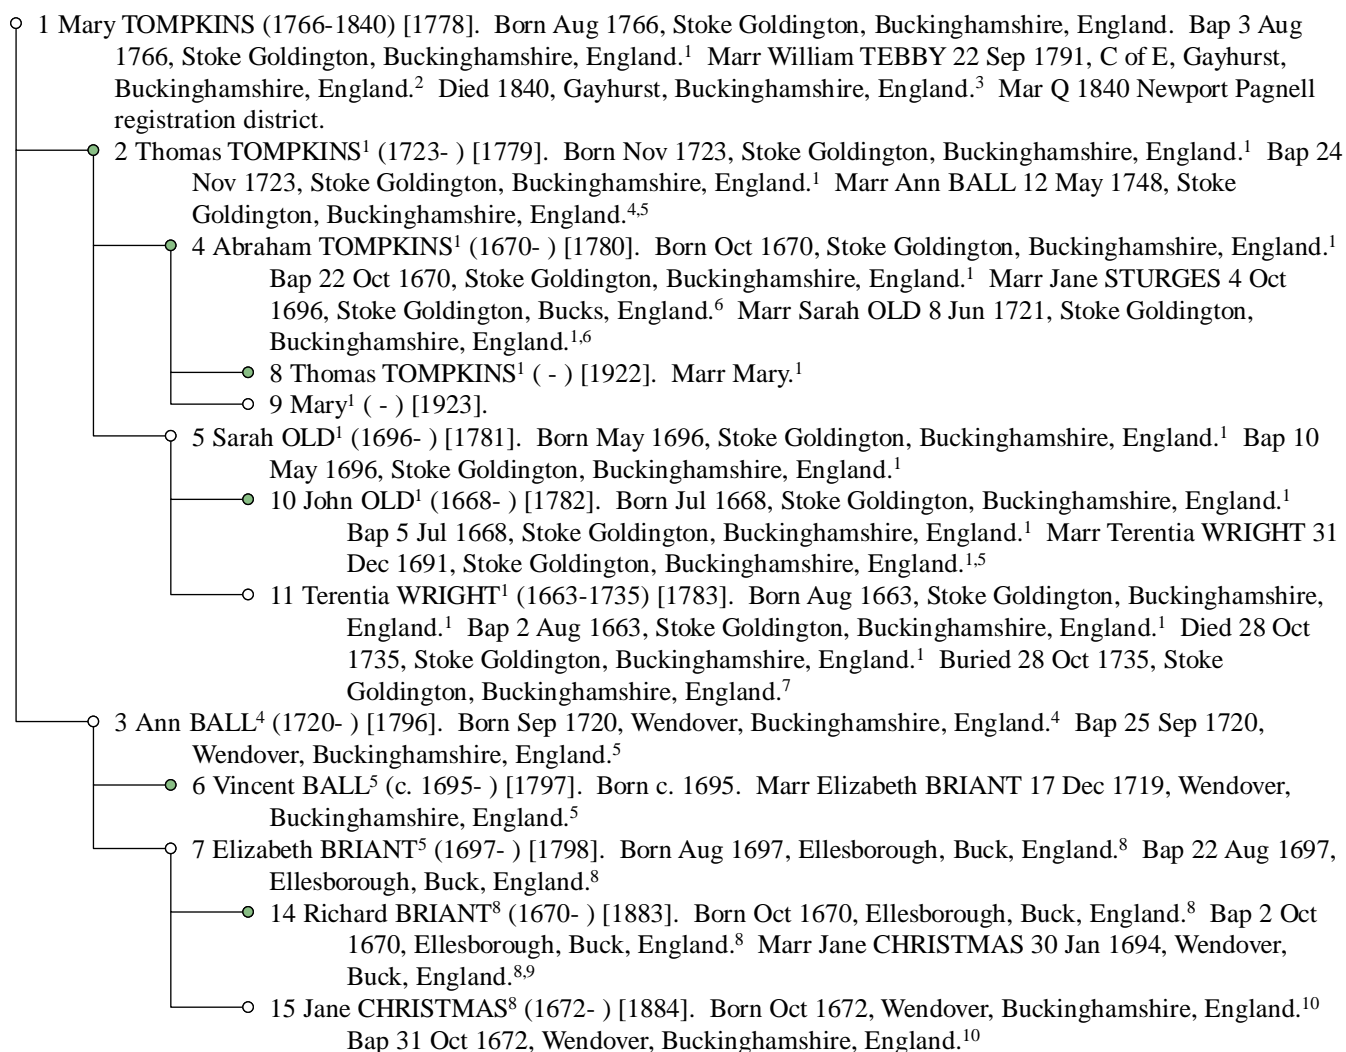 1 Mary TOMPKINS (1766-1840) [1778]. Born Aug 1766, Stoke Goldington, Buckinghamshire, England. Bap 3 Aug
1766, Stoke Goldington, Buckinghamshire, England.¹ Marr William TEBBY 22 Sep 1791, C of E, Gayhurst,
Buckinghamshire, England.² Died 1840, Gayhurst, Buckinghamshire, England.³ Mar Q 1840 Newport Pagnell
registration district.
2 Thomas TOMPKINS¹ (1723- ) [1779]. Born Nov 1723, Stoke Goldington, Buckinghamshire, England.¹ Bap 24
Nov 1723, Stoke Goldington, Buckinghamshire, England.¹ Marr Ann BALL 12 May 1748, Stoke
Goldington, Buckinghamshire, England.⁴,⁵
4 Abraham TOMPKINS¹ (1670- ) [1780]. Born Oct 1670, Stoke Goldington, Buckinghamshire, England.¹
Bap 22 Oct 1670, Stoke Goldington, Buckinghamshire, England.¹ Marr Jane STURGES 4 Oct
1696, Stoke Goldington, Bucks, England.⁶ Marr Sarah OLD 8 Jun 1721, Stoke Goldington,
Buckinghamshire, England.¹,⁶
8 Thomas TOMPKINS¹ ( - ) [1922]. Marr Mary.¹
9 Mary¹ ( - ) [1923].
5 Sarah OLD¹ (1696- ) [1781]. Born May 1696, Stoke Goldington, Buckinghamshire, England.¹ Bap 10
May 1696, Stoke Goldington, Buckinghamshire, England.¹
10 John OLD¹ (1668- ) [1782]. Born Jul 1668, Stoke Goldington, Buckinghamshire, England.¹
Bap 5 Jul 1668, Stoke Goldington, Buckinghamshire, England.¹ Marr Terentia WRIGHT 31
Dec 1691, Stoke Goldington, Buckinghamshire, England.¹,⁵
11 Terentia WRIGHT¹ (1663-1735) [1783]. Born Aug 1663, Stoke Goldington, Buckinghamshire,
England.¹ Bap 2 Aug 1663, Stoke Goldington, Buckinghamshire, England.¹ Died 28 Oct
1735, Stoke Goldington, Buckinghamshire, England.¹ Buried 28 Oct 1735, Stoke
Goldington, Buckinghamshire, England.⁷
3 Ann BALL⁴ (1720- ) [1796]. Born Sep 1720, Wendover, Buckinghamshire, England.⁴ Bap 25 Sep 1720,
Wendover, Buckinghamshire, England.⁵
6 Vincent BALL⁵ (c. 1695- ) [1797]. Born c. 1695. Marr Elizabeth BRIANT 17 Dec 1719, Wendover,
Buckinghamshire, England.⁵
7 Elizabeth BRIANT⁵ (1697- ) [1798]. Born Aug 1697, Ellesborough, Buck, England.⁸ Bap 22 Aug 1697,
Ellesborough, Buck, England.⁸
14 Richard BRIANT⁸ (1670- ) [1883]. Born Oct 1670, Ellesborough, Buck, England.⁸ Bap 2 Oct
1670, Ellesborough, Buck, England.⁸ Marr Jane CHRISTMAS 30 Jan 1694, Wendover,
Buck, England.⁸,⁹
15 Jane CHRISTMAS⁸ (1672- ) [1884]. Born Oct 1672, Wendover, Buckinghamshire, England.¹⁰
Bap 31 Oct 1672, Wendover, Buckinghamshire, England.¹⁰